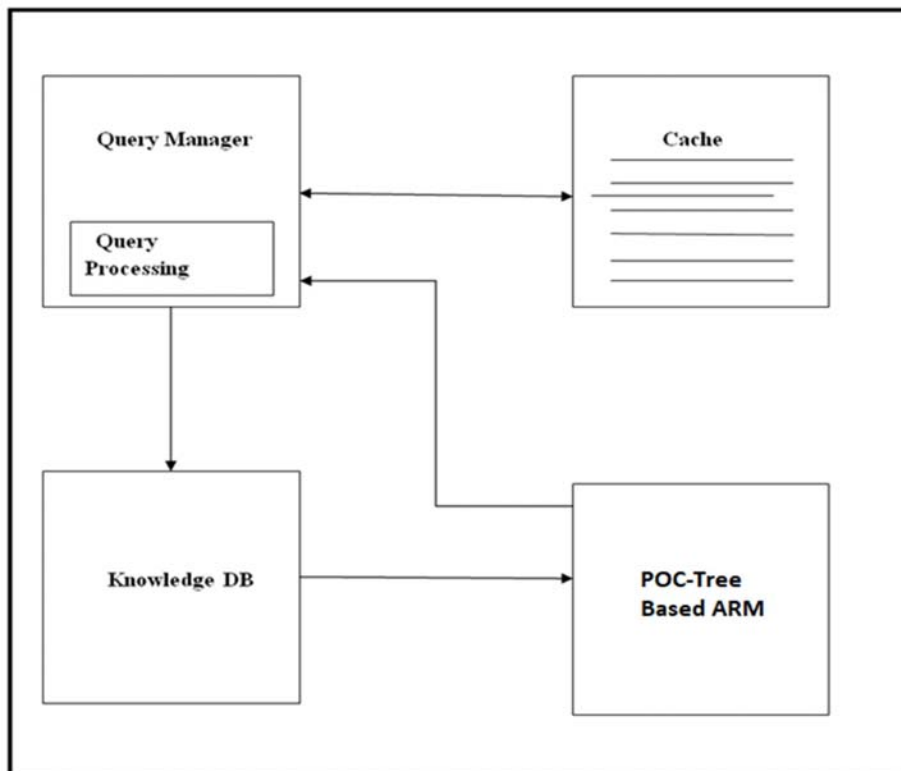 Query Manager
Cache
Query
Processing
Knowledge DB
POC-Tree
Based ARM